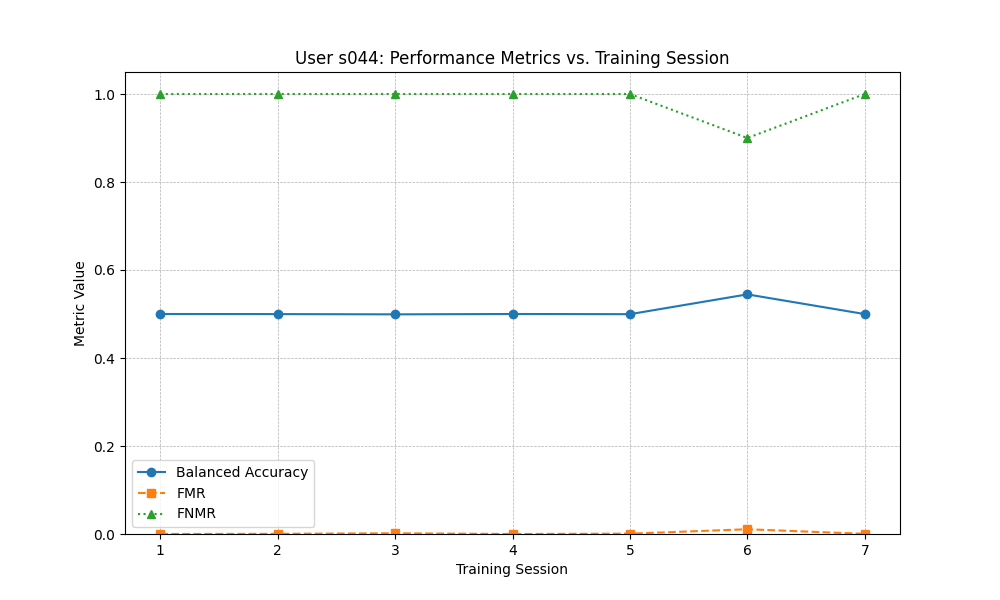 User s044: Performance Metrics vs. Training Session
1.0
0.8
0.6
0.4
0.2
0.0
Metric Value
Balanced Accuracy
FMR
FNMR
1 2 3 4 5 6 7
Training Session